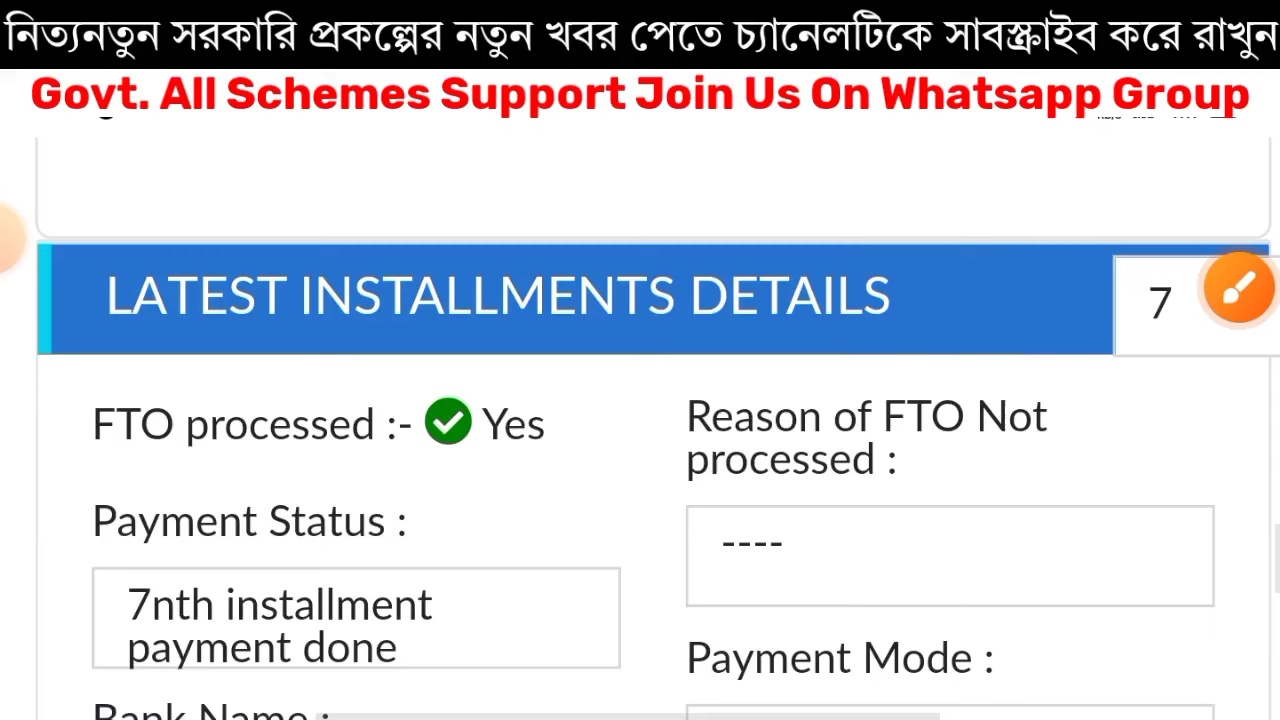 নিত্যনতুন সরকারি প্রকল্পের নতুন খবর পেতে চ্যানেলটিকে সাবস্ক্রাইব করে রাখুন
Govt. All Schemes Support Join Us On Whatsapp Group
LATEST INSTALLMENTS DETAILS
7
FTO processed :- Yes
Reason of FTO Not
processed :
Payment Status :
----
7nth installment
payment done
Payment Mode :
Bank Name :